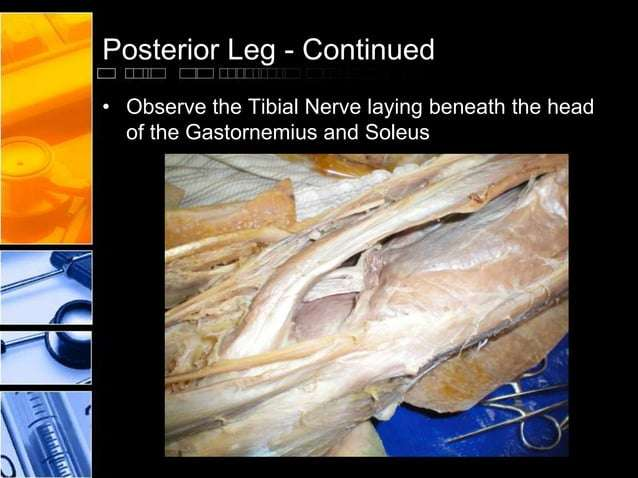 Posterior Leg - Continued
• Observe the Tibial Nerve laying beneath the head
of the Gastornemius and Soleus